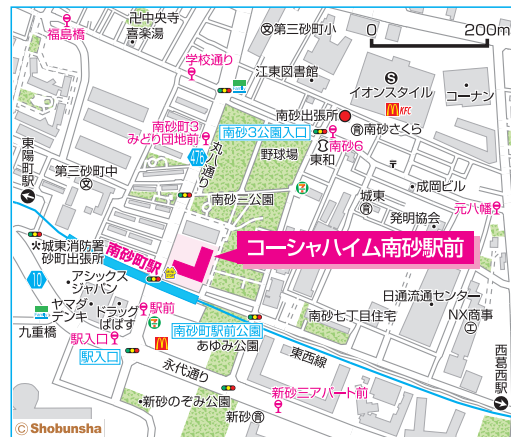 卍中央寺
喜楽湯
福島橋
文第三砂町小
0 200m
学校通り
江東図書館
S
イオンスタイル
コーナン
M KFC
南砂出張所
南砂町3
みどり団地前
南砂3公園入口
南砂さくら
南砂6
476
丸八通り
野球場
東和
東陽町駅
第三砂町中
文
南砂三公園
7
城東
成岡ビル
元八幡
発明協会
城東消防署
砂町出張所
南砂町駅
コーシャハイム南砂駅前
10
アシックス
ジャパン
日通流通センター
ヤマダ
デンキ
ドラッグ
ぱぱす
駅前
NX商事
工
九重橋
7
M
南砂町駅前公園
南砂七丁目住宅
あゆみ公園
駅入口
駅入口
東西線
西葛西駅
永代通り
新砂のぞみ公園
新砂三アパート前
新砂
© Shobunsha